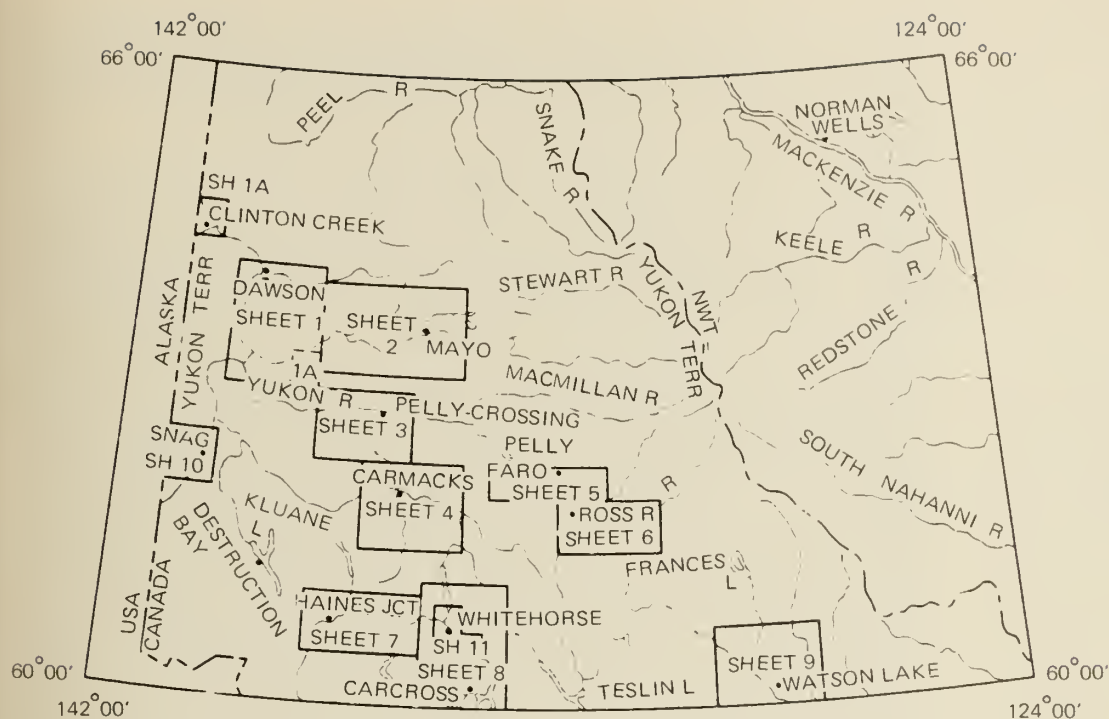 142°00'
124°00'
66°00'
66°00'
PEEL R
SNAKE R
NORMAN
WELLS
MACKENZIE R
SH 1A
CLINTON CREEK
KEELE R
STEWART R
YUKON TERR
NWT
ALASKA
YUKON TERR
DAWSON
SHEET 1
SHEET
2
MAYO
REDSTONE R
1A
YUKON R
MACMILLAN R
PELLY-CROSSING
SHEET 3
SNAG
SH 10
PELLY R
FARO
SHEET 5
SOUTH NAHANNI R
CARMACKS
SHEET 4
KLUANE L
ROSS R
SHEET 6
DESTRUCTION
BAY
FRANCES
L
USA
CANADA
HAINES JCT
SHEET 7
WHITEHORSE
SH 11
SHEET 8
CARCROSS
TESLIN L
SHEET 9
WATSON LAKE
60°00'
60°00'
142°00'
124°00'